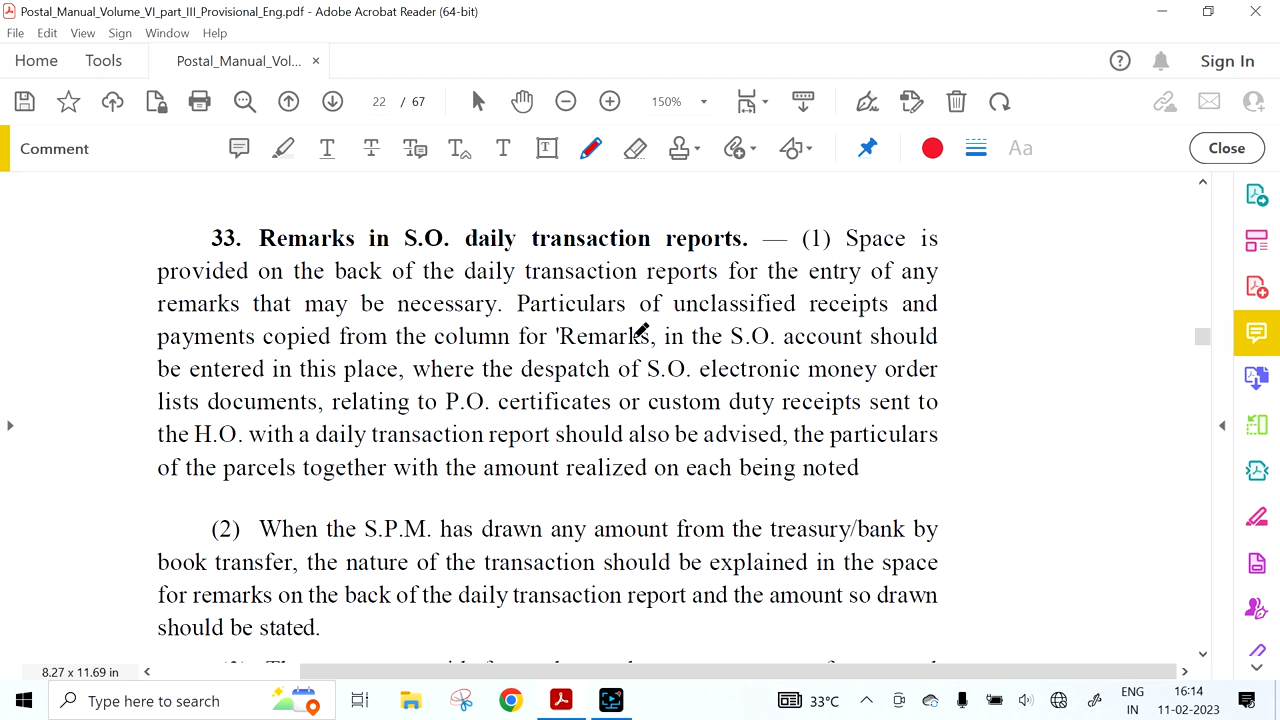 Postal_Manual_Volume_VI_part_III_Provisional_Eng.pdf - Adobe Acrobat Reader (64-bit)
File Edit View Sign Window Help
Home Tools Postal_Manual_Vol... × Sign In
22 / 67 150%
Comment Aa Close
33. Remarks in S.O. daily transaction reports. — (1) Space is
provided on the back of the daily transaction reports for the entry of any
remarks that may be necessary. Particulars of unclassified receipts and
payments copied from the column for 'Remarks, in the S.O. account should
be entered in this place, where the despatch of S.O. electronic money order
lists documents, relating to P.O. certificates or custom duty receipts sent to
the H.O. with a daily transaction report should also be advised, the particulars
of the parcels together with the amount realized on each being noted
(2) When the S.P.M. has drawn any amount from the treasury/bank by
book transfer, the nature of the transaction should be explained in the space
for remarks on the back of the daily transaction report and the amount so drawn
should be stated.
8.27 x 11.69 in
Type here to search 33°C ENG 16:14
IN 11-02-2023